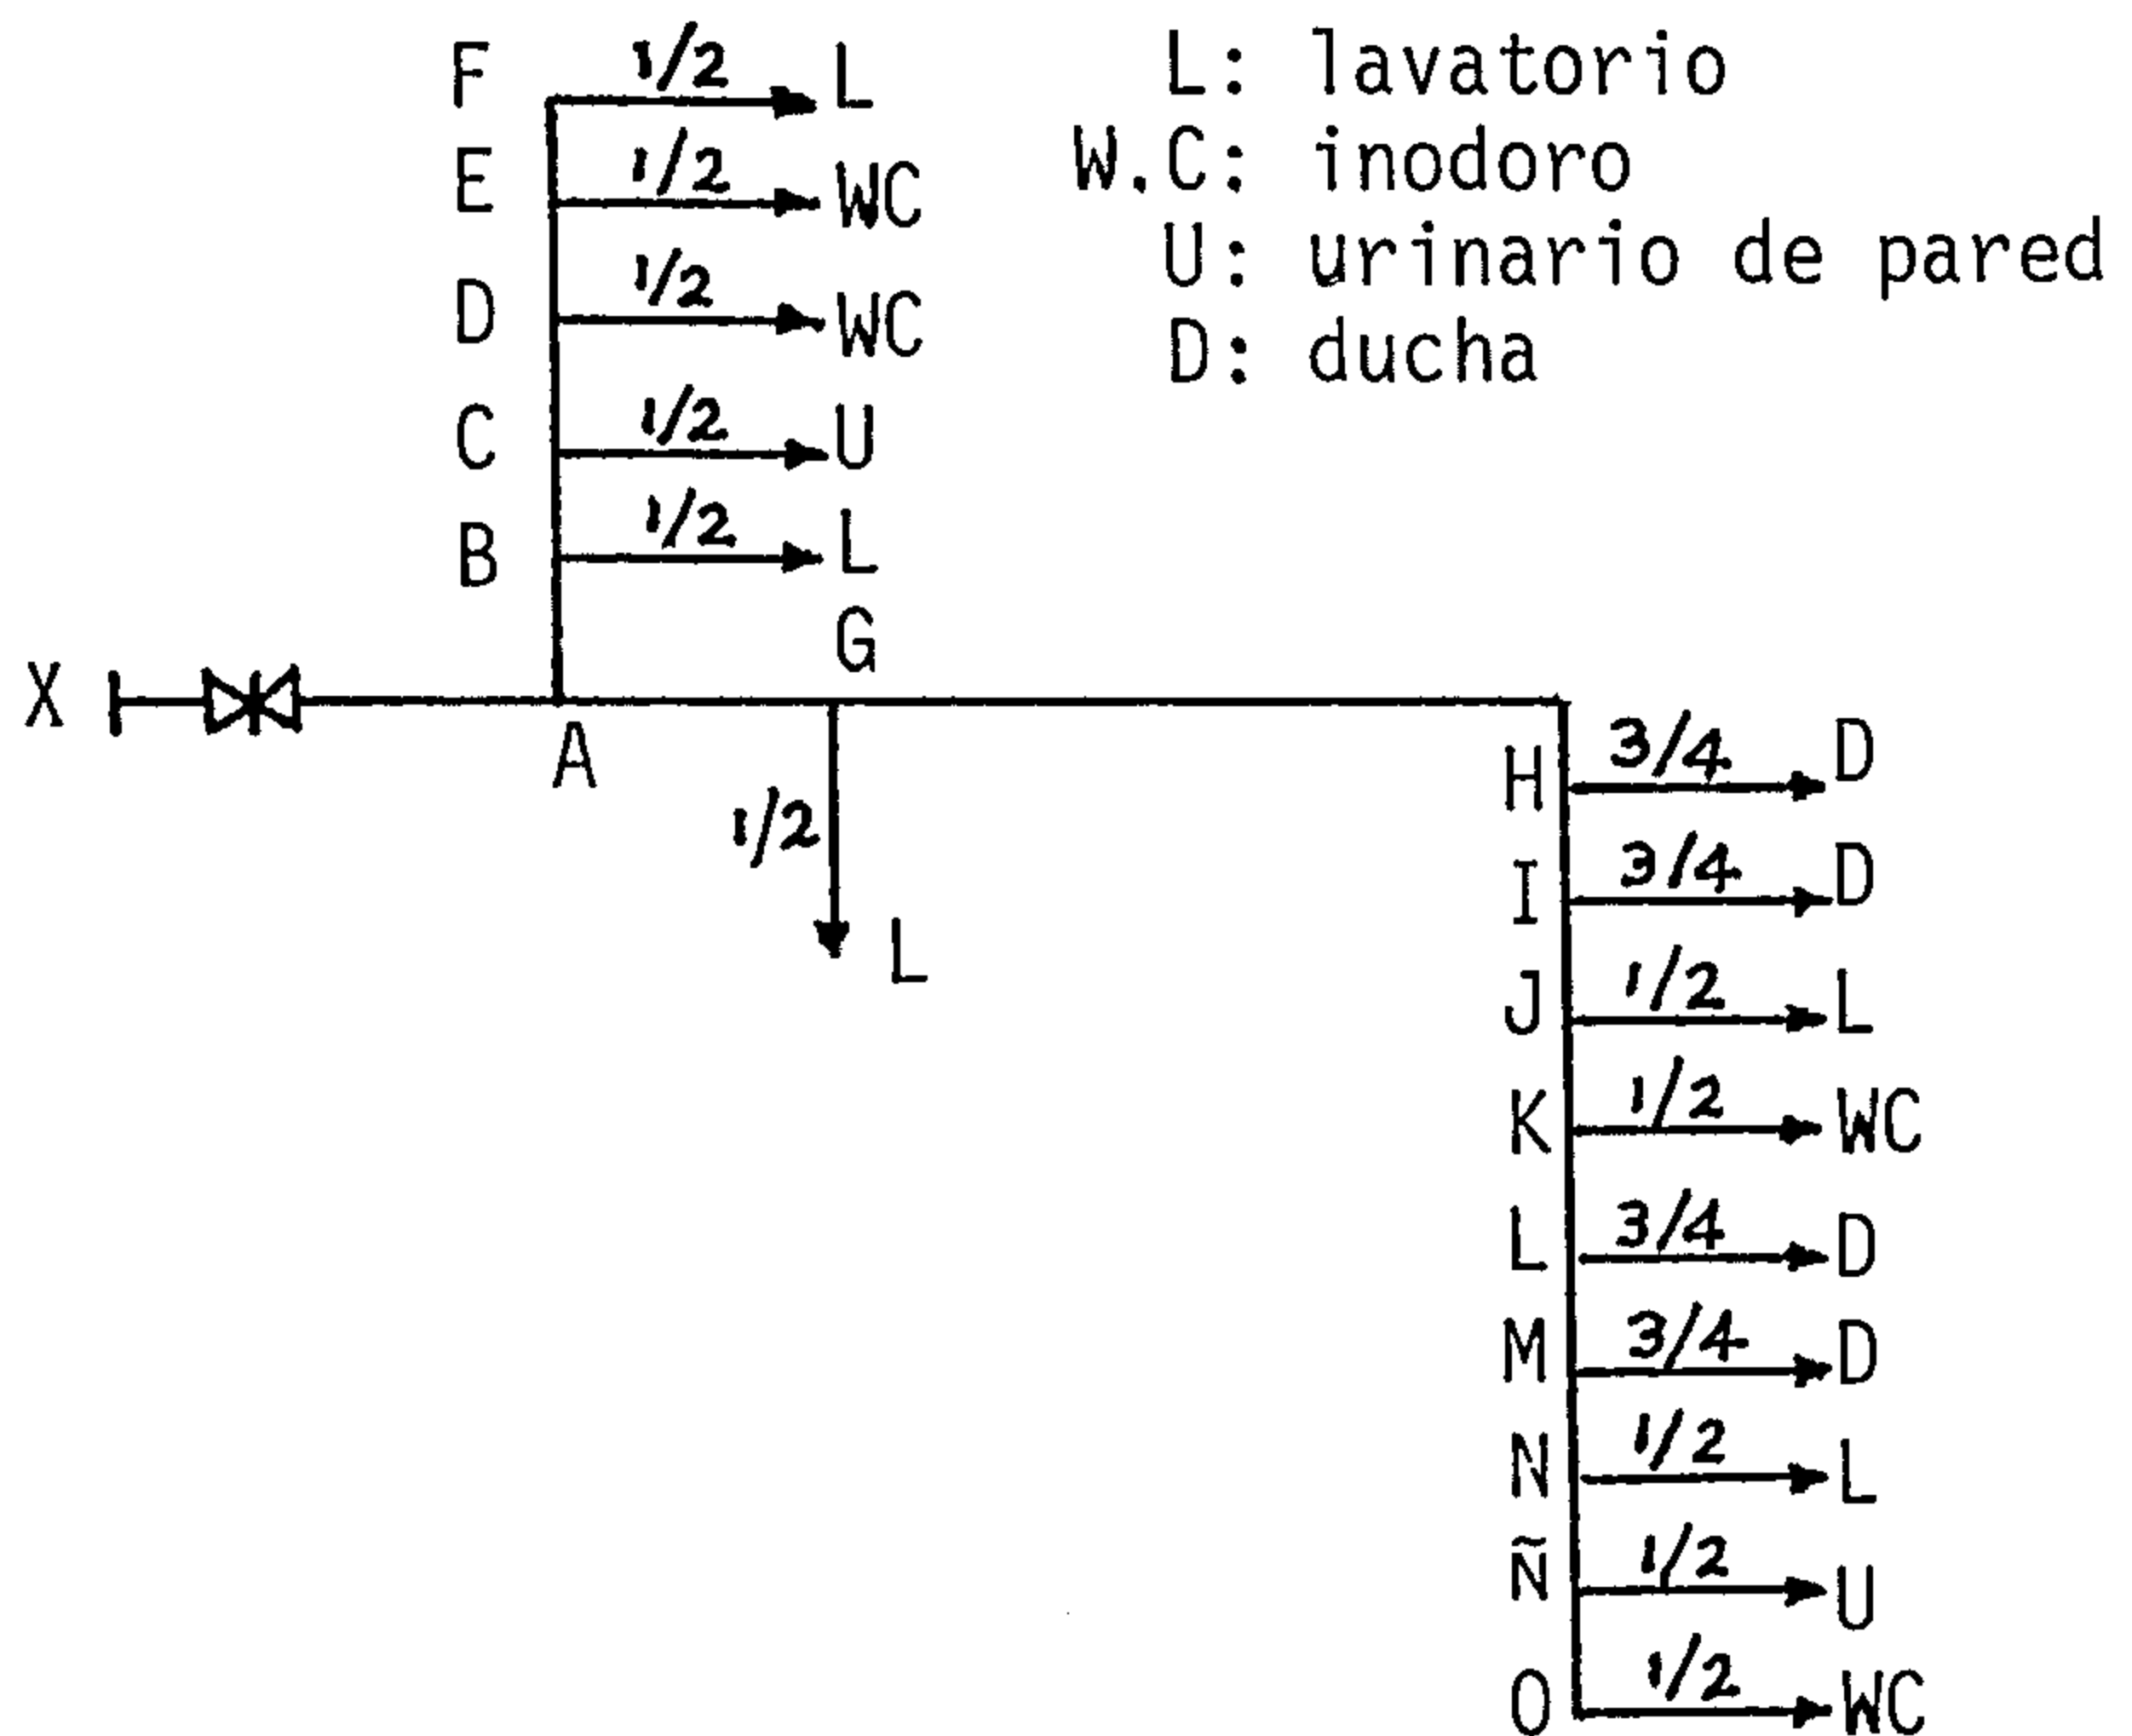 F 1/2 L
E 1/2 WC
D 1/2 WC
C 1/2 U
B 1/2 L
L: lavatorio
W.C: inodoro
U: urinario de pared
D: ducha
G
X
A
1/2
L
H 3/4 D
I 3/4 D
J 1/2 L
K 1/2 WC
L 3/4 D
M 3/4 D
N 1/2 L
Ñ 1/2 U
O 1/2 WC